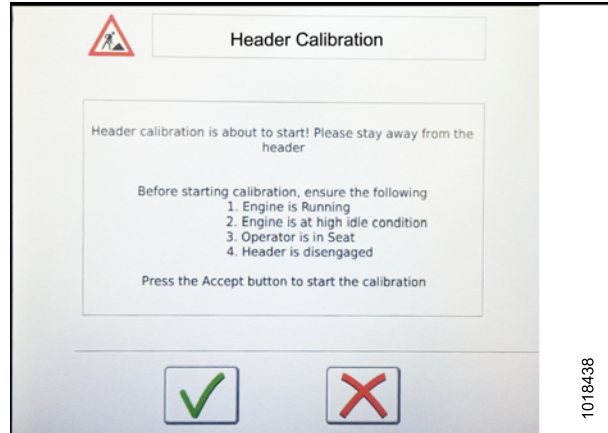 Header Calibration
Header calibration is about to start! Please stay away from the
header
Before starting calibration, ensure the following
1. Engine is Running
2. Engine is at high idle condition
3. Operator is in Seat
4. Header is disengaged
Press the Accept button to start the calibration
1018438